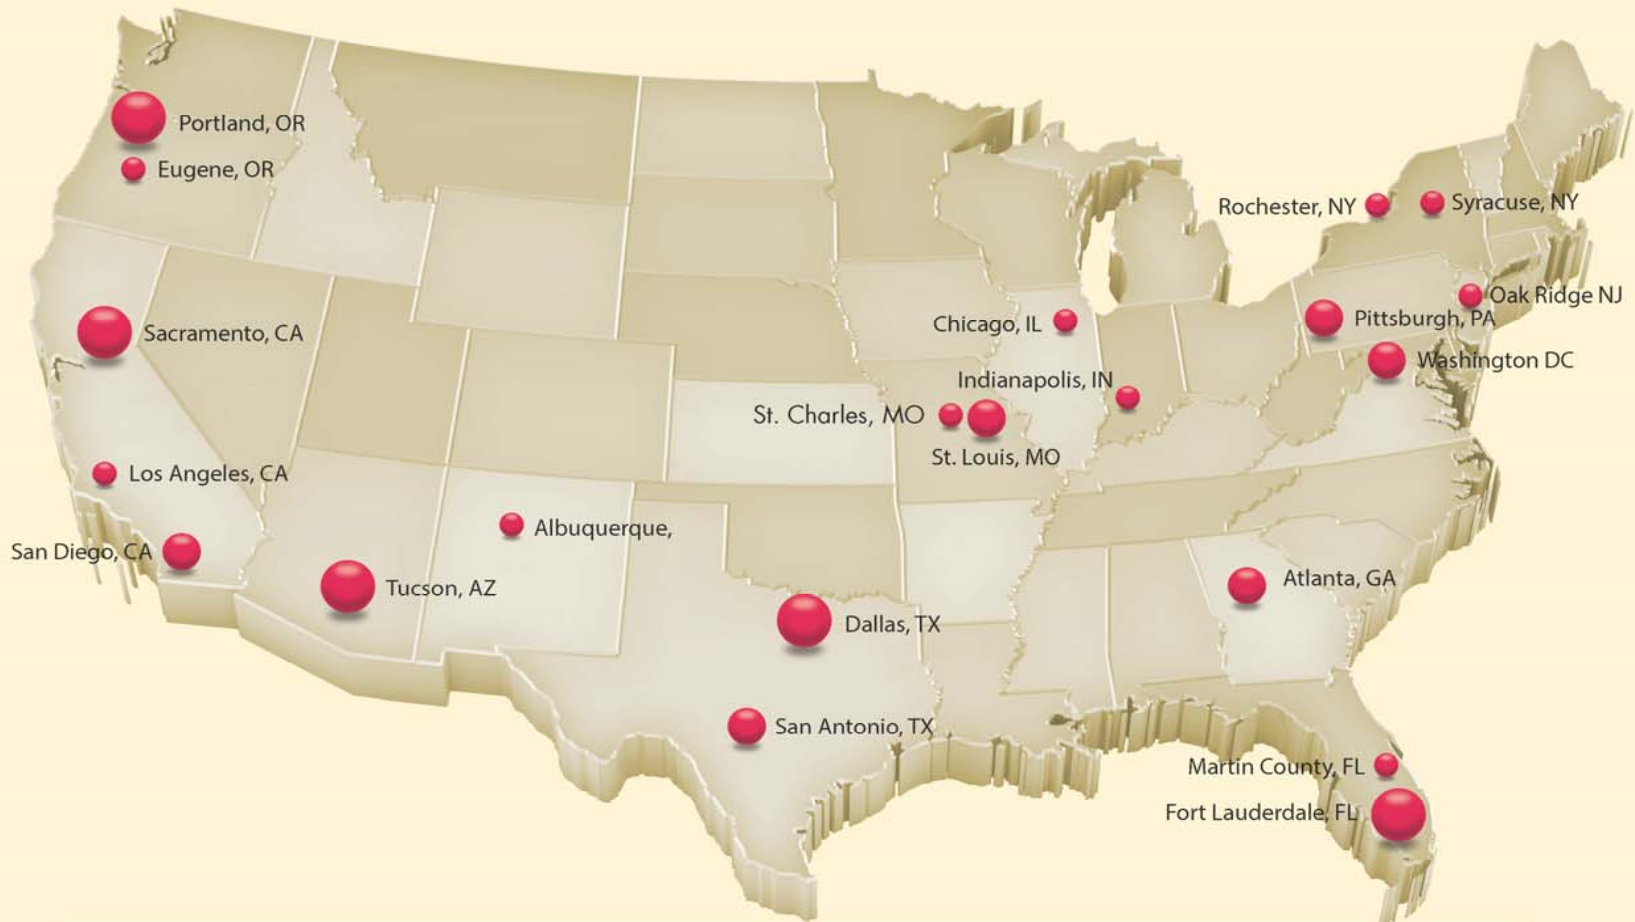 Portland, OR
Eugene, OR
Rochester, NY
Syracuse, NY
Oak Ridge NJ
Pittsburgh, PA
Chicago, IL
Sacramento, CA
Washington DC
Indianapolis, IN
St. Charles, MO
St. Louis, MO
Los Angeles, CA
Albuquerque,
San Diego, CA
Tucson, AZ
Atlanta, GA
Dallas, TX
San Antonio, TX
Martin County, FL
Fort Lauderdale, FL